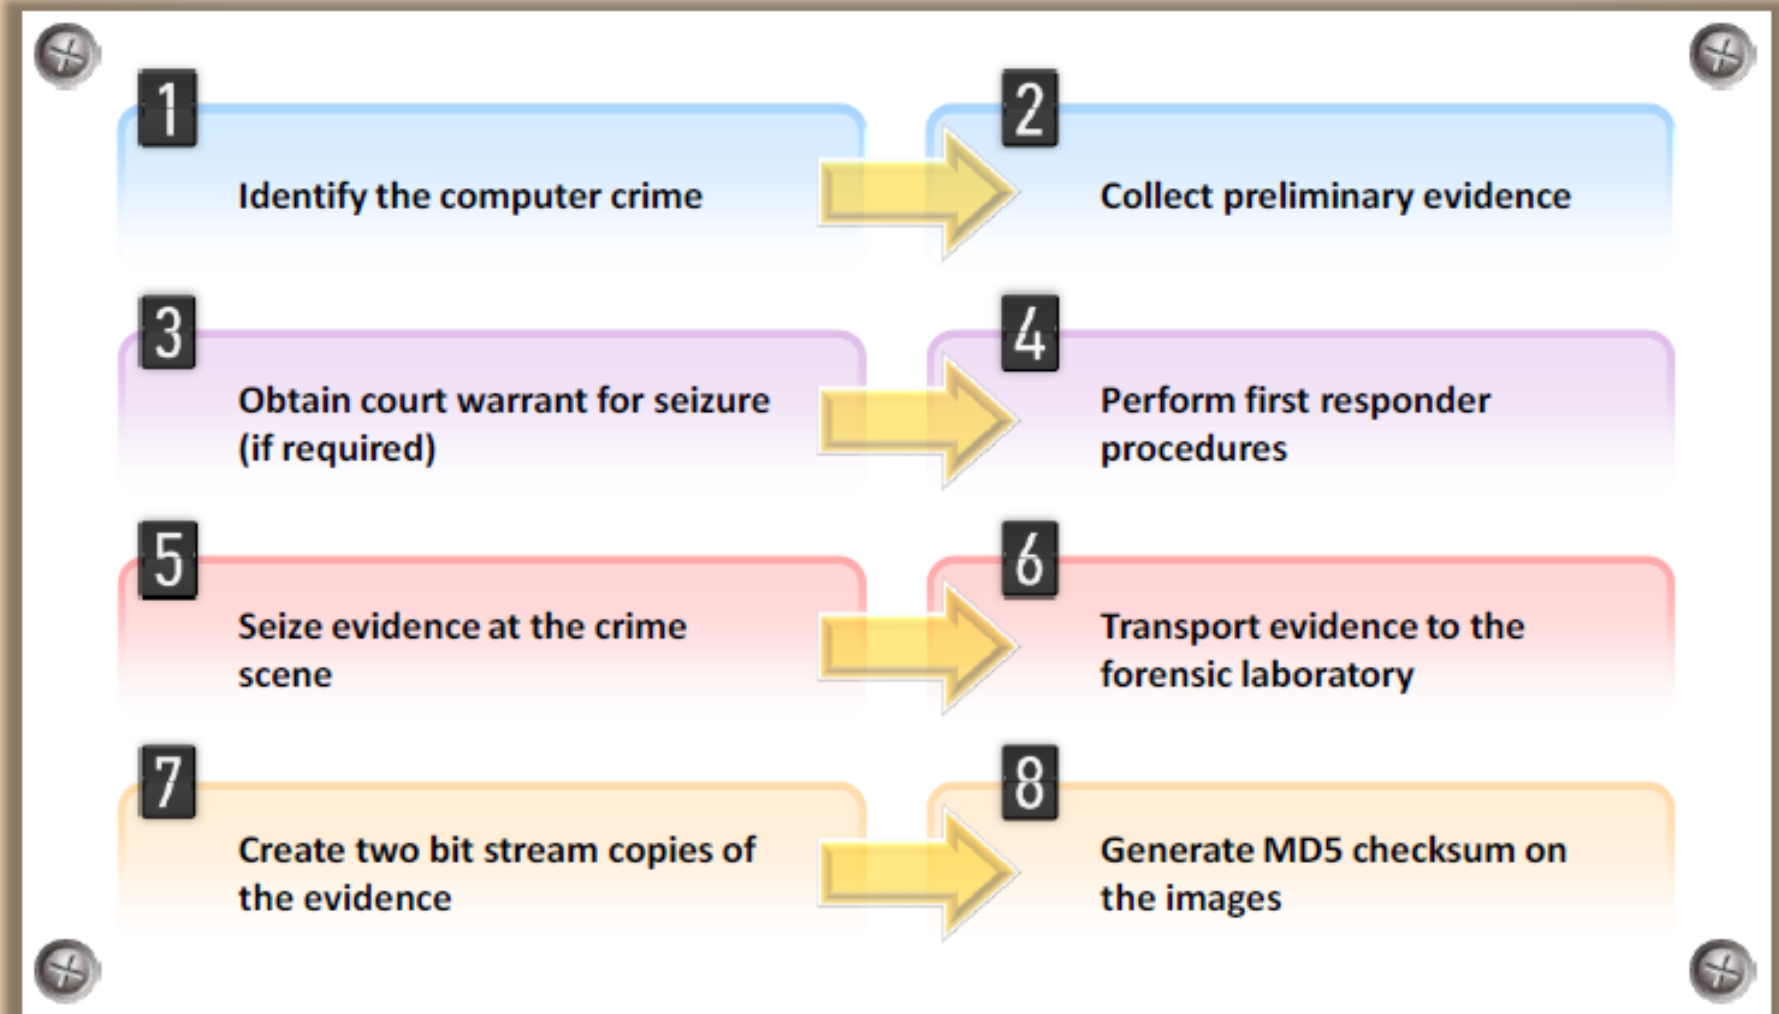 1
Identify the computer crime
2
Collect preliminary evidence
3
Obtain court warrant for seizure
(if required)
4
Perform first responder
procedures
5
Seize evidence at the crime
scene
6
Transport evidence to the
forensic laboratory
7
Create two bit stream copies of
the evidence
8
Generate MD5 checksum on
the images